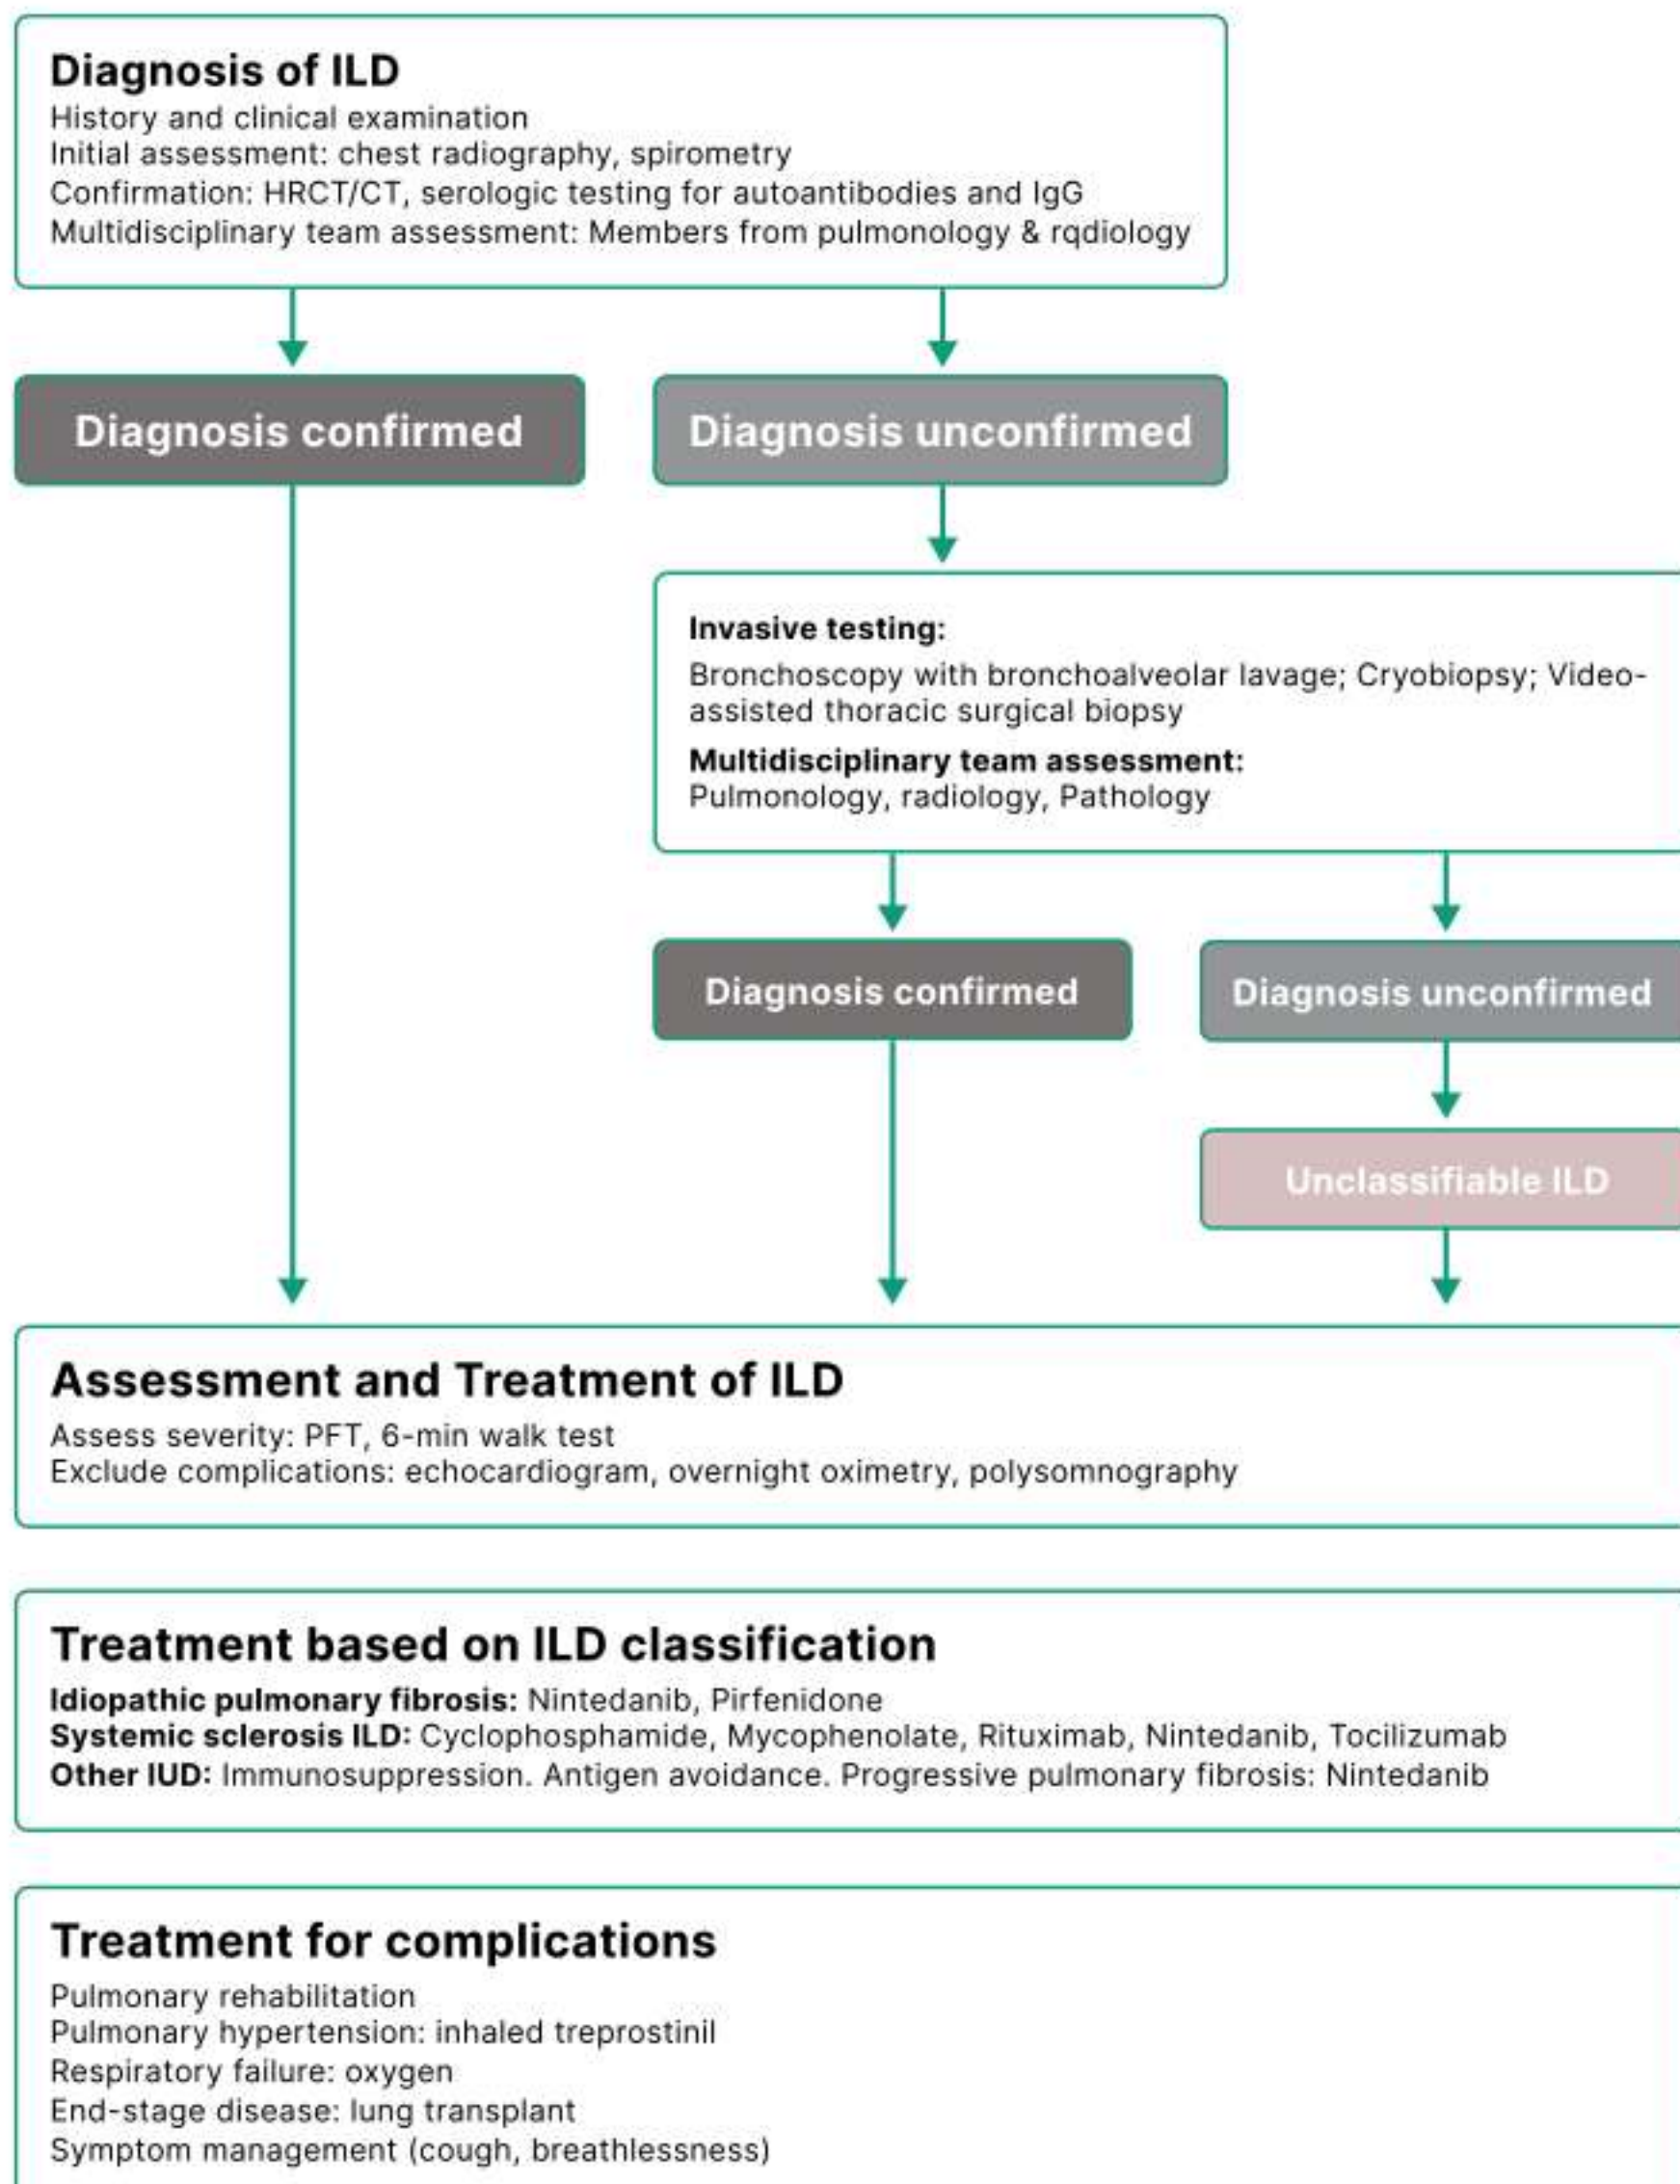 Diagnosis of ILD
History and clinical examination
Initial assessment: chest radiography, spirometry
Confirmation: HRCT/CT, serologic testing for autoantibodies and IgG
Multidisciplinary team assessment: Members from pulmonology & rqdiology
Diagnosis confirmed
Diagnosis unconfirmed
Invasive testing:
Bronchoscopy with bronchoalveolar lavage; Cryobiopsy; Video-
assisted thoracic surgical biopsy
Multidisciplinary team assessment:
Pulmonology, radiology, Pathology
Diagnosis confirmed
Diagnosis unconfirmed
Unclassifiable ILD
Assessment and Treatment of ILD
Assess severity: PFT, 6-min walk test
Exclude complications: echocardiogram, overnight oximetry, polysomnography
Treatment based on ILD classification
Idiopathic pulmonary fibrosis: Nintedanib, Pirfenidone
Systemic sclerosis ILD: Cyclophosphamide, Mycophenolate, Rituximab, Nintedanib, Tocilizumab
Other IUD: Immunosuppression. Antigen avoidance. Progressive pulmonary fibrosis: Nintedanib
Treatment for complications
Pulmonary rehabilitation
Pulmonary hypertension: inhaled treprostinil
Respiratory failure: oxygen
End-stage disease: lung transplant
Symptom management (cough, breathlessness)